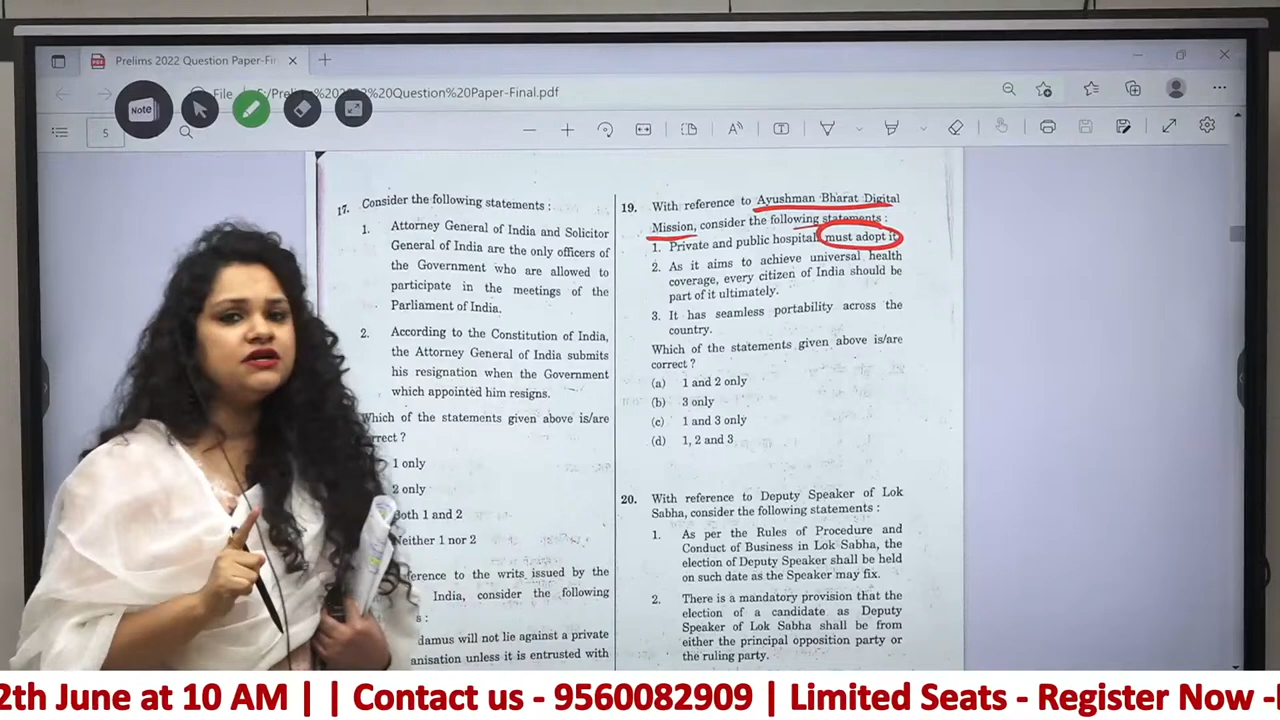 Prelims 2022 Question Paper-Fin
Note
File
E:/Prelims%202022%20Question%20Paper-Final.pdf
5
17. Consider the following statements :
1. Attorney General of India and Solicitor
General of India are the only officers of
the Government who are allowed to
participate in the meetings of the
Parliament of India.
2. According to the Constitution of India,
the Attorney General of India submits
his resignation when the Government
which appointed him resigns.
Which of the statements given above is/are
rrect ?
1 only
2 only
Both 1 and 2
Neither 1 nor 2
ference to the writs issued by the
India, consider the following
s :
damus will not lie against a private
anisation unless it is entrusted with
19. With reference to Ayushman Bharat Digital
Mission, consider the following statements :
1. Private and public hospitals must adopt it.
2. As it aims to achieve universal health
coverage, every citizen of India should be
part of it ultimately.
3. It has seamless portability across the
country.
Which of the statements given above is/are
correct ?
(a) 1 and 2 only
(b) 3 only
(c) 1 and 3 only
(d) 1, 2 and 3
20. With reference to Deputy Speaker of Lok
Sabha, consider the following statements :
1. As per the Rules of Procedure and
Conduct of Business in Lok Sabha, the
election of Deputy Speaker shall be held
on such date as the Speaker may fix.
2. There is a mandatory provision that the
election of a candidate as Deputy
Speaker of Lok Sabha shall be from
either the principal opposition party or
the ruling party.
2th June at 10 AM | | Contact us - 9560082909 | Limited Seats - Register Now -